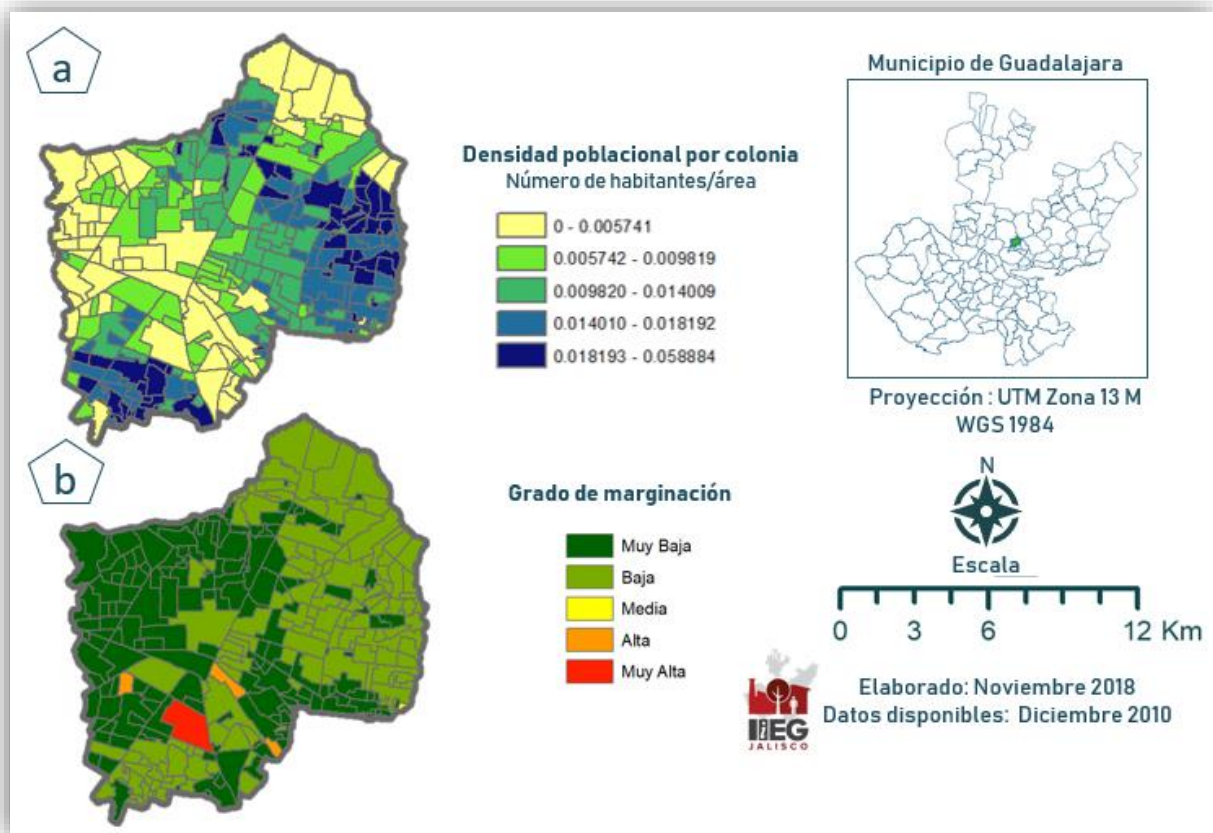 a
Densidad poblacional por colonia
Número de habitantes/área
0 - 0.005741
0.005742 - 0.009819
0.009820 - 0.014009
0.014010 - 0.018192
0.018193 - 0.058884
Municipio de Guadalajara
Proyección : UTM Zona 13 M
WGS 1984
b
Grado de marginación
Muy Baja
Baja
Media
Alta
Muy Alta
N
Escala
0 3 6 12 Km
IIEG
JALISCO
Elaborado: Noviembre 2018
Datos disponibles: Diciembre 2010